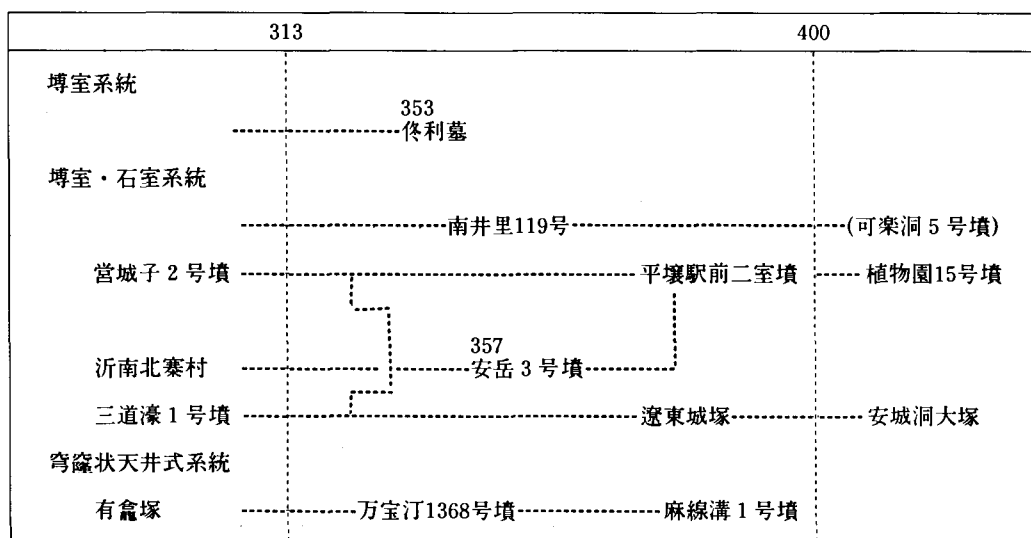 313 400
塼室系統
353
佟利墓
塼室・石室系統
南井里119号 (可楽洞5号墳)
営城子2号墳 平壌駅前二室墳 植物園15号墳
357
沂南北寨村 安岳3号墳
三道濠1号墳 遼東城塚 安城洞大塚
穹窿状天井式系統
有龕塚 万宝汀1368号墳 麻線溝1号墳